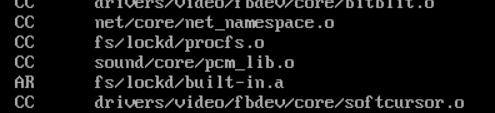 CC drivers/video/fbdev/core/bitblit.o
CC net/core/net_namespace.o
CC fs/lockd/procfs.o
CC sound/core/pcm_lib.o
AR fs/lockd/built-in.a
CC drivers/video/fbdev/core/softcursor.o